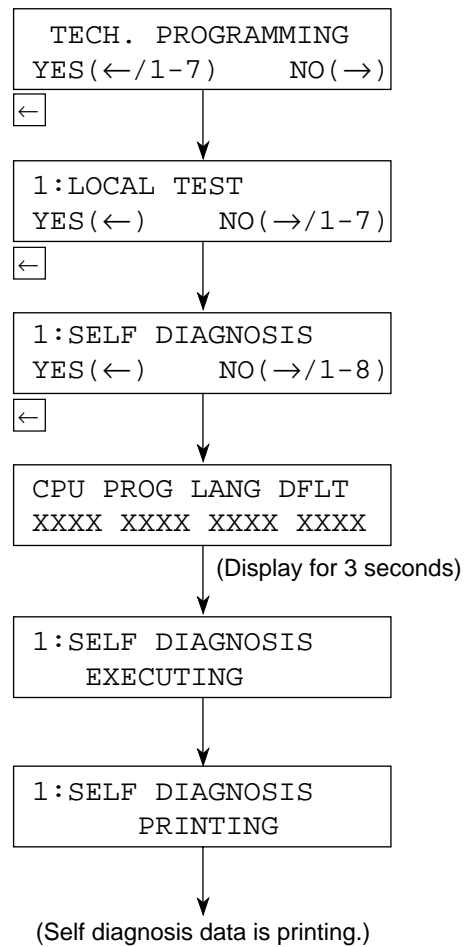 TECH. PROGRAMMING
YES(←/1-7) NO(→)
←
1:LOCAL TEST
YES(←) NO(→/1-7)
←
1:SELF DIAGNOSIS
YES(←) NO(→/1-8)
←
CPU PROG LANG DFLT
XXXX XXXX XXXX XXXX
(Display for 3 seconds)
1:SELF DIAGNOSIS
EXECUTING
1:SELF DIAGNOSIS
PRINTING
(Self diagnosis data is printing.)